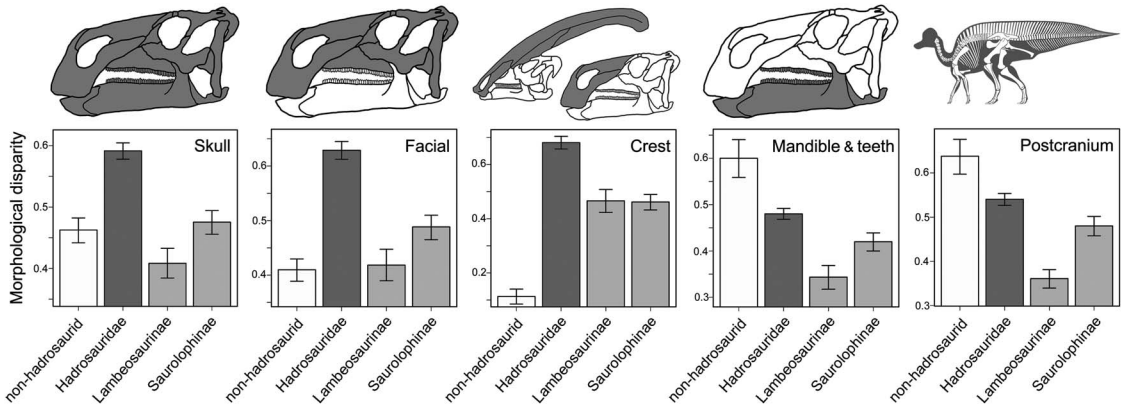 Morphological disparity
Skull
0.6
0.5
0.4
non-hadrosaurid
Hadrosauridae
Lambeosaurinae
Saurolophinae
Facial
0.6
0.5
0.4
non-hadrosaurid
Hadrosauridae
Lambeosaurinae
Saurolophinae
Crest
0.6
0.4
0.2
non-hadrosaurid
Hadrosauridae
Lambeosaurinae
Saurolophinae
Mandible & teeth
0.6
0.5
0.4
0.3
non-hadrosaurid
Hadrosauridae
Lambeosaurinae
Saurolophinae
Postcranium
0.6
0.5
0.4
0.3
non-hadrosaurid
Hadrosauridae
Lambeosaurinae
Saurolophinae